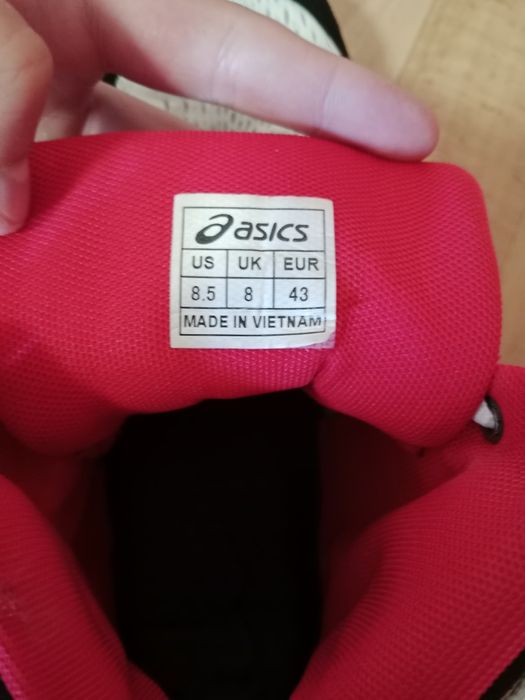 asics
US UK EUR
8.5 8 43
MADE IN VIETNAM